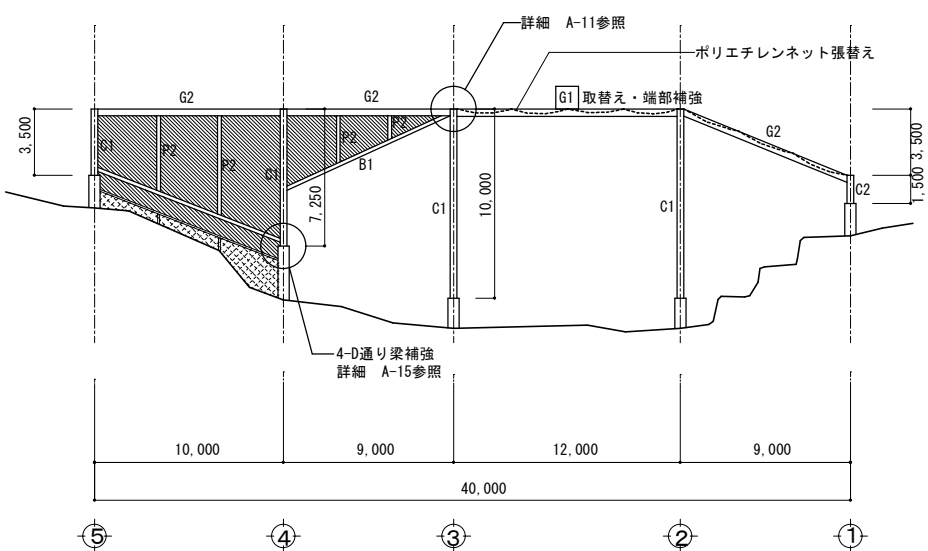 詳細　A-11参照
ポリエチレンネット張替え
G2
G2
G1 取替え・端部補強
G2
3,500
C1
P2
P2
C1
P2
P2
B1
7,250
C1
10,000
C1
C2
3,500
1,500
4-D通り梁補強
詳細　A-15参照
10,000
9,000
12,000
9,000
40,000
⑤
④
③
②
①